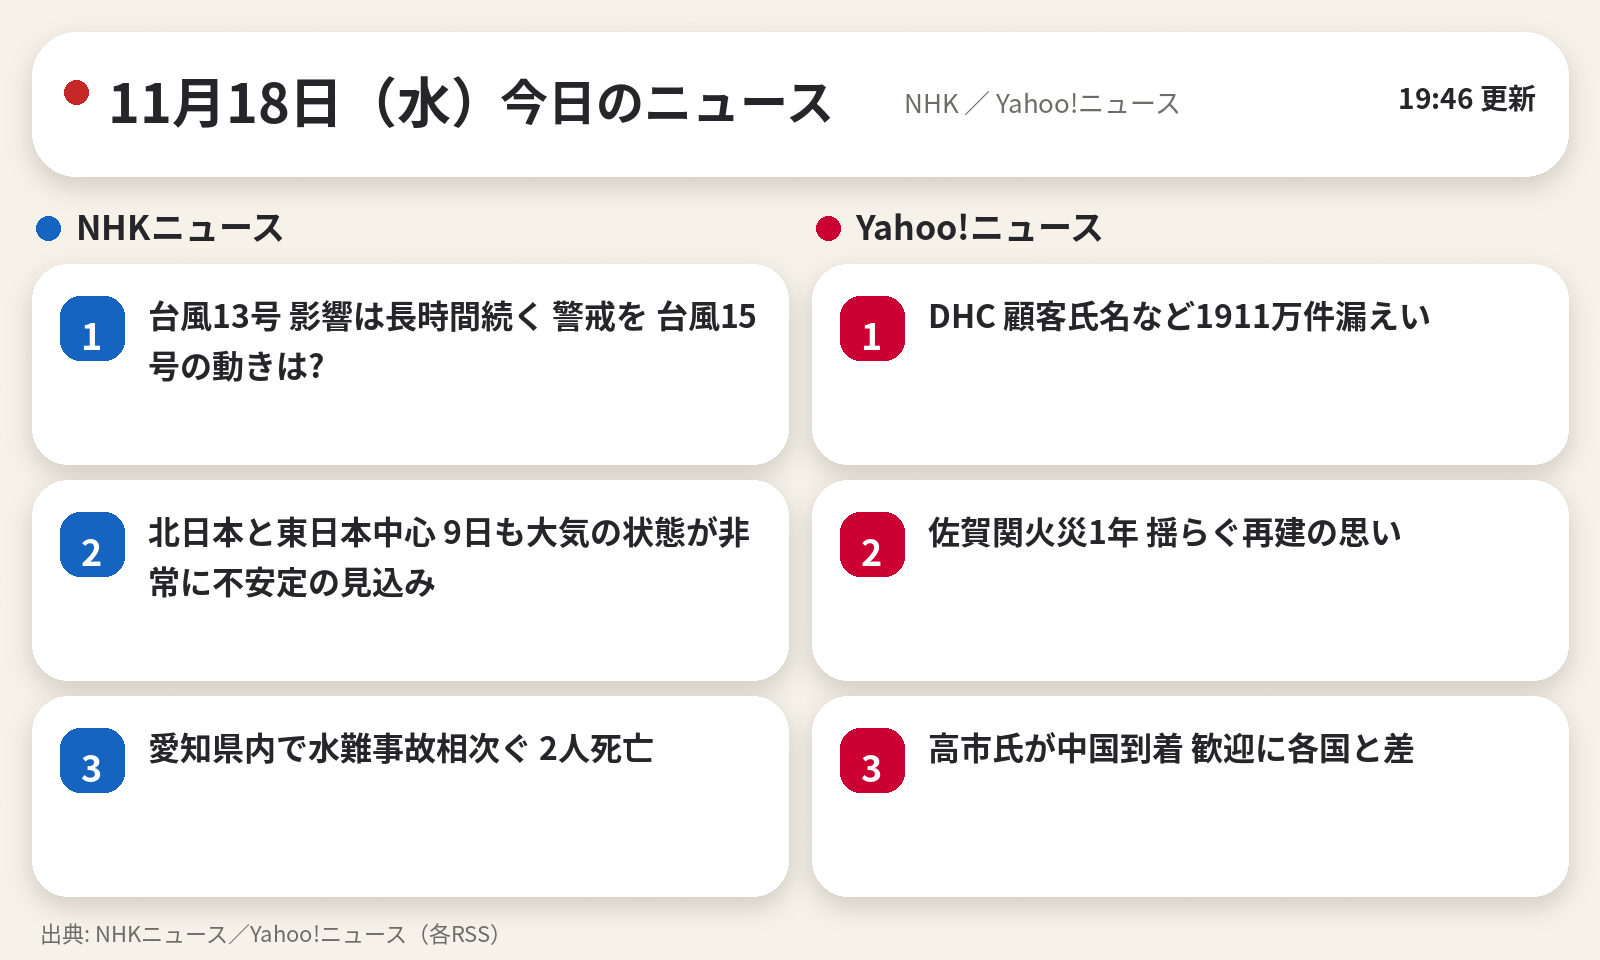 11月18日（水）今日のニュース
NHK ／ Yahoo!ニュース
19:46 更新
NHKニュース
1
台風13号 影響は長時間続く 警戒を 台風15
号の動きは?
2
北日本と東日本中心 9日も大気の状態が非
常に不安定の見込み
3
愛知県内で水難事故相次ぐ 2人死亡
Yahoo!ニュース
1
DHC 顧客氏名など1911万件漏えい
2
佐賀関火災1年 揺らぐ再建の思い
3
高市氏が中国到着 歓迎に各国と差
出典: NHKニュース／Yahoo!ニュース（各RSS）